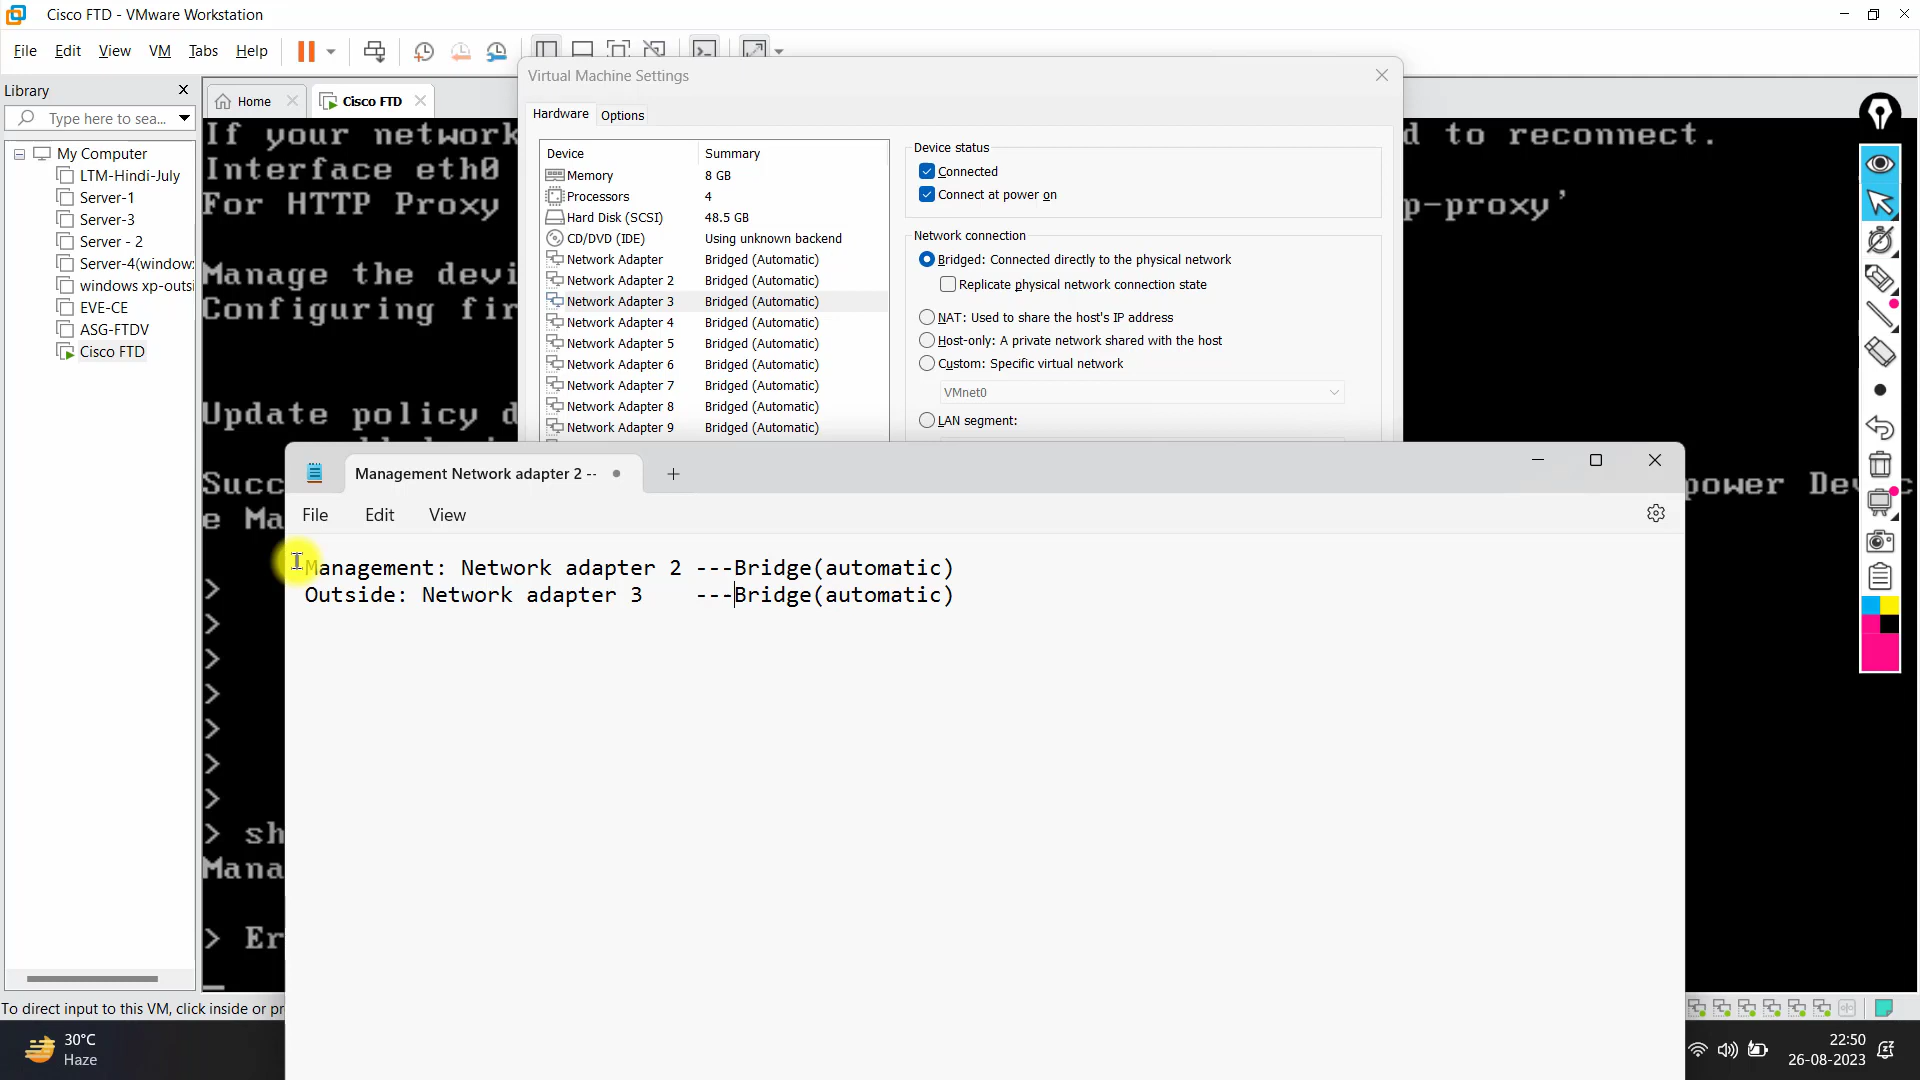 Cisco FTD - VMware Workstation
File Edit View VM Tabs Help
Library
Type here to sea...
My Computer
LTM-Hindi-July
Server-1
Server-3
Server - 2
Server-4(window:
windows xp-outsi
EVE-CE
ASG-FTDV
Cisco FTD
Home
Cisco FTD
If your network
d to reconnect.
Interface eth0
For HTTP Proxy
p-proxy'
Manage the devi
Configuring fir
Update policy d
Succ
power Dev c
e Ma
>
>
>
>
>
>
>
> sh
Mana
> Er
Virtual Machine Settings
Hardware Options
Device Summary
Memory 8 GB
Processors 4
Hard Disk (SCSI) 48.5 GB
CD/DVD (IDE) Using unknown backend
Network Adapter Bridged (Automatic)
Network Adapter 2 Bridged (Automatic)
Network Adapter 3 Bridged (Automatic)
Network Adapter 4 Bridged (Automatic)
Network Adapter 5 Bridged (Automatic)
Network Adapter 6 Bridged (Automatic)
Network Adapter 7 Bridged (Automatic)
Network Adapter 8 Bridged (Automatic)
Network Adapter 9 Bridged (Automatic)
Device status
Connected
Connect at power on
Network connection
Bridged: Connected directly to the physical network
Replicate physical network connection state
NAT: Used to share the host's IP address
Host-only: A private network shared with the host
Custom: Specific virtual network
VMnet0
LAN segment:
Management Network adapter 2 --
File Edit View
Management: Network adapter 2 ---Bridge(automatic)
Outside: Network adapter 3 ---Bridge(automatic)
To direct input to this VM, click inside or pr
30°C
Haze
22:50
26-08-2023